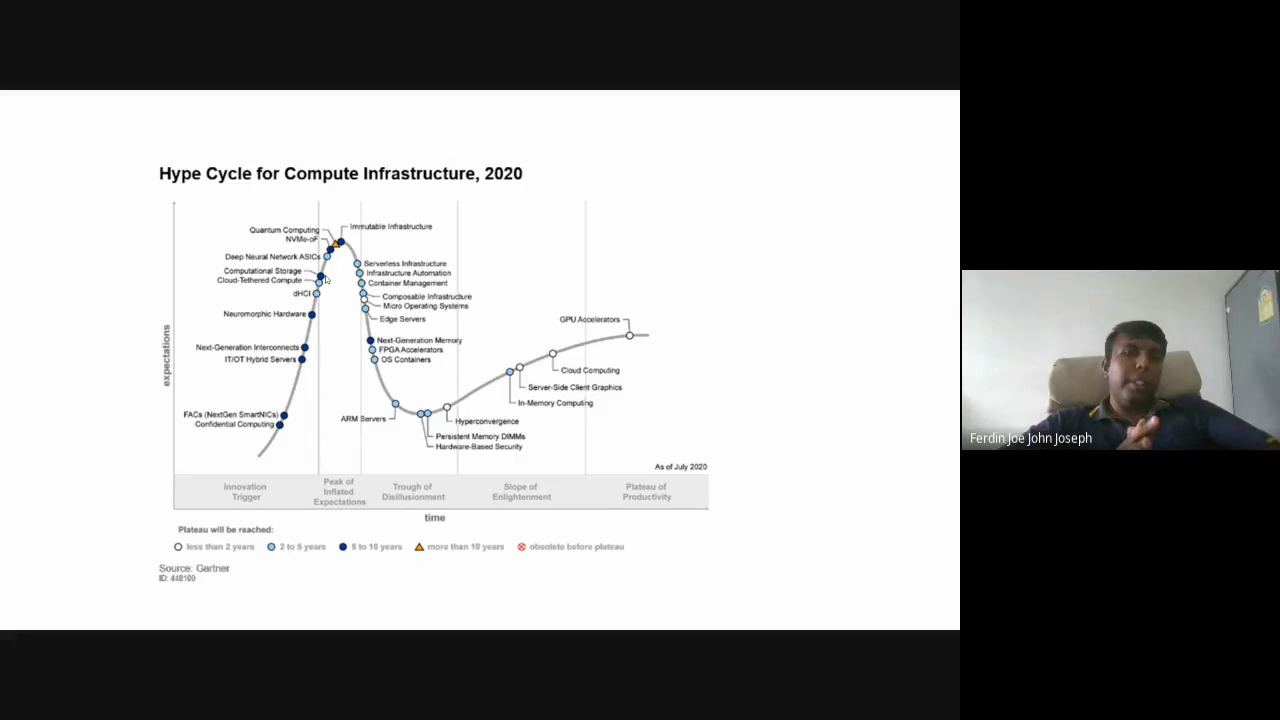 Hype Cycle for Compute Infrastructure, 2020
Immutable Infrastructure
Quantum Computing
NVMe-oF
Deep Neural Network ASICs
Serverless Infrastructure
Computational Storage
Infrastructure Automation
Cloud-Tethered Compute
Container Management
dHCI
Composable Infrastructure
Micro Operating Systems
Neuromorphic Hardware
Edge Servers
GPU Accelerators
expectations
Next-Generation Memory
Next-Generation Interconnects
FPGA Accelerators
IT/OT Hybrid Servers
OS Containers
Cloud Computing
Server-Side Client Graphics
In-Memory Computing
FACs (NextGen SmartNICs)
ARM Servers
Confidential Computing
Hyperconvergence
Persistent Memory DIMMs
Hardware-Based Security
As of July 2020
Innovation
Trigger
Peak of
Inflated
Expectations
Trough of
Disillusionment
Slope of
Enlightenment
Plateau of
Productivity
time
Plateau will be reached:
less than 2 years
2 to 5 years
5 to 10 years
more than 10 years
obsolete before plateau
Source: Gartner
ID: 448100
Ferdin Joe John Joseph